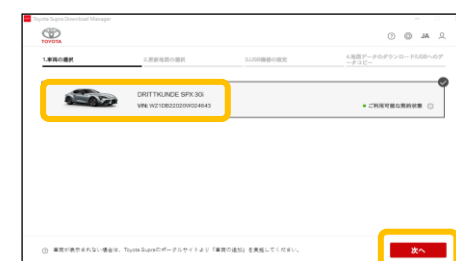 Toyota Supra Download Manager
TOYOTA
JA
1.車両の選択
2.更新地図の選択
3.USB機器の設定
4.地図データのダウンロード/USBへのデ
ータコピー
DRITTKUNDE SPX 30i
VIN: WZ1DB22020W024643
ご利用可能な契約状態
車両が表示されない場合は、Toyota Supraのポータルサイトより「車両の追加」を実施してください。
次へ